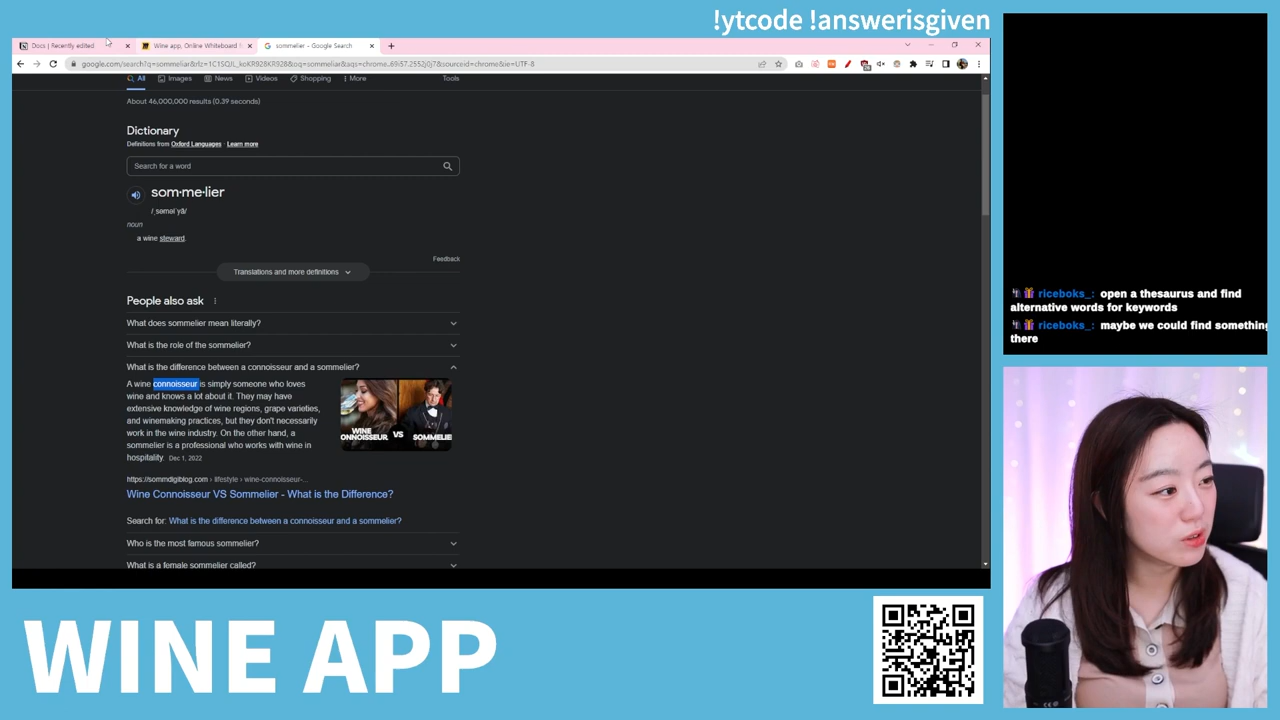 !ytcode !answerisgiven
Docs | Recently edited
Wine app, Online Whiteboard
sommelier - Google Search
All
Images
News
Videos
Shopping
More
Tools
About 46,000,000 results (0.39 seconds)
Dictionary
Definitions from Oxford Languages · Learn more
Search for a word
som·me·lier
/ˌsəməlˈyā/
noun
a wine steward.
Feedback
Translations and more definitions
People also ask
What does sommelier mean literally?
What is the role of the sommelier?
What is the difference between a connoisseur and a sommelier?
A wine connoisseur is simply someone who loves
wine and knows a lot about it. They may have
extensive knowledge of wine regions, grape varieties,
and winemaking practices, but they don't necessarily
work in the wine industry. On the other hand, a
sommelier is a professional who works with wine in
hospitality. Dec 1, 2022
WINE
CONNOISSEUR VS SOMMELIE
https://sommdigiblog.com › lifestyle › wine-connoisseur-...
Wine Connoisseur VS Sommelier - What is the Difference?
Search for: What is the difference between a connoisseur and a sommelier?
Who is the most famous sommelier?
What is a female sommelier called?
riceboks_: open a thesaurus and find
alternative words for keywords
riceboks_: maybe we could find something
there
WINE APP